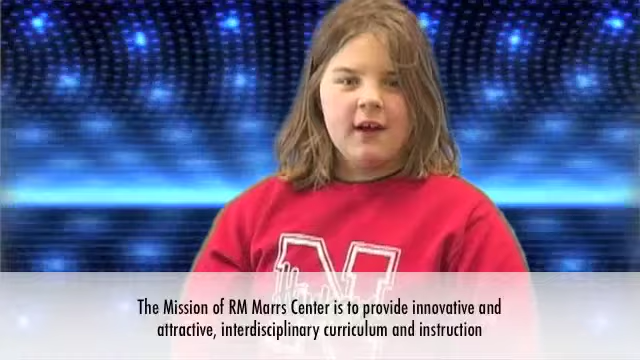 N
The Mission of RM Marrs Center is to provide innovative and
attractive, interdisciplinary curriculum and instruction